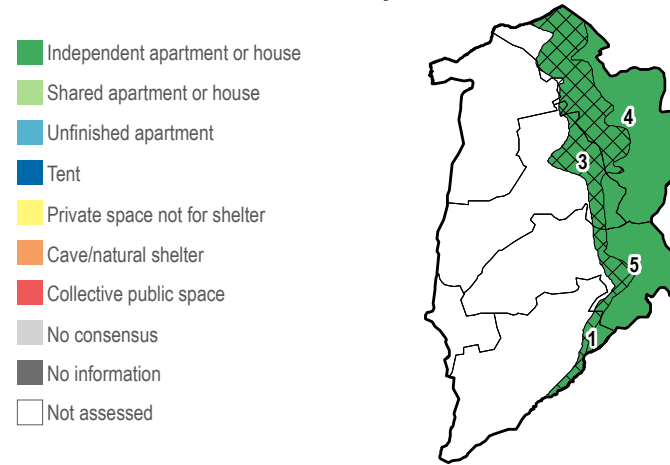 Independent apartment or house
Shared apartment or house
Unfinished apartment
Tent
Private space not for shelter
Cave/natural shelter
Collective public space
No consensus
No information
Not assessed
4
3
5
1